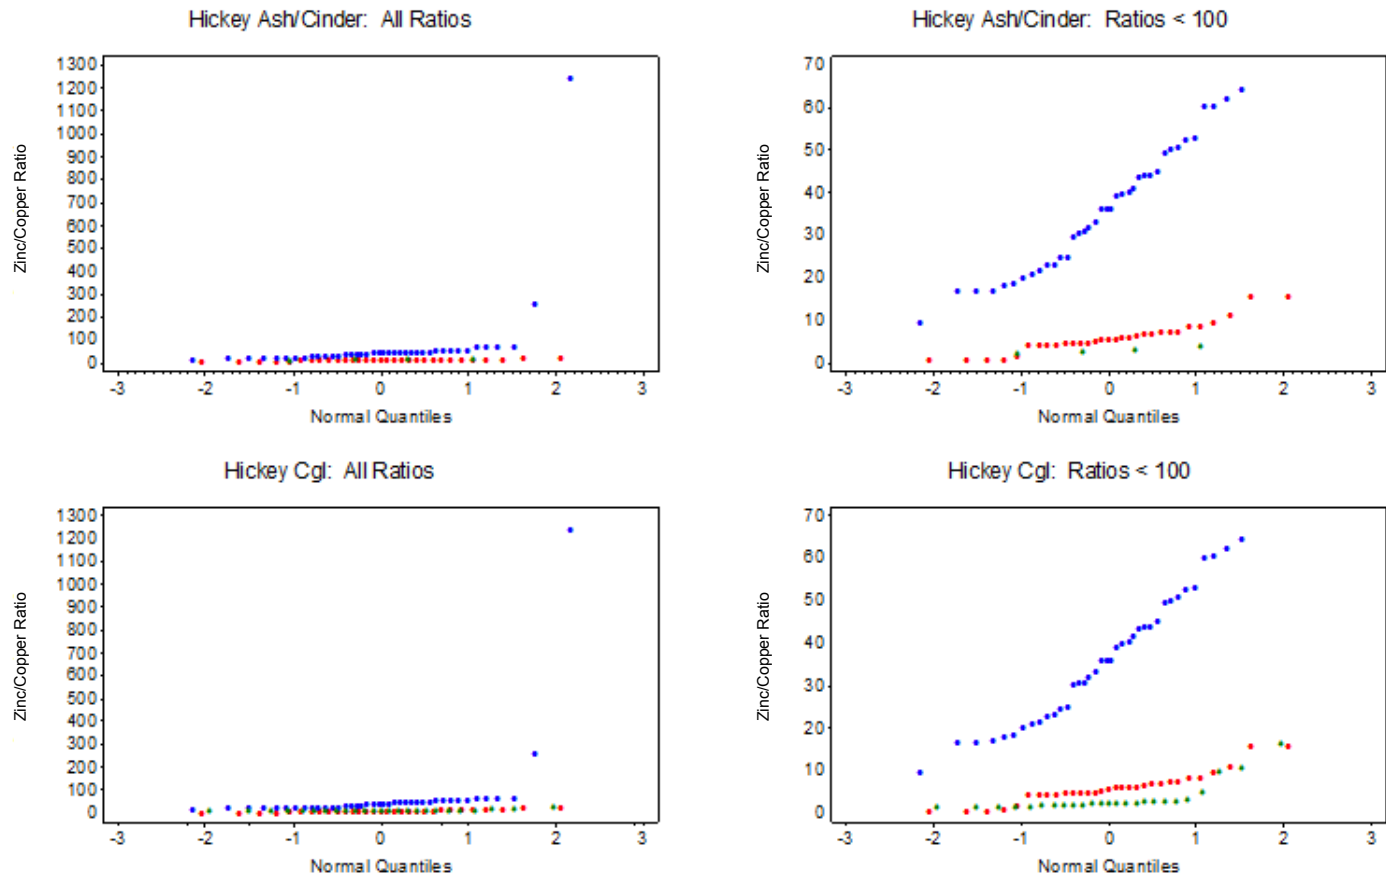 Hickey Ash/Cinder: All Ratios
Zinc/Copper Ratio
1300
1200
1100
1000
900
800
700
600
500
400
300
200
100
0
-3 -2 -1 0 1 2 3
Normal Quantiles
Hickey Ash/Cinder: Ratios < 100
Zinc/Copper Ratio
70
60
50
40
30
20
10
0
-3 -2 -1 0 1 2 3
Normal Quantiles
Hickey Cgl: All Ratios
Zinc/Copper Ratio
1300
1200
1100
1000
900
800
700
600
500
400
300
200
100
0
-3 -2 -1 0 1 2 3
Normal Quantiles
Hickey Cgl: Ratios < 100
Zinc/Copper Ratio
70
60
50
40
30
20
10
0
-3 -2 -1 0 1 2 3
Normal Quantiles